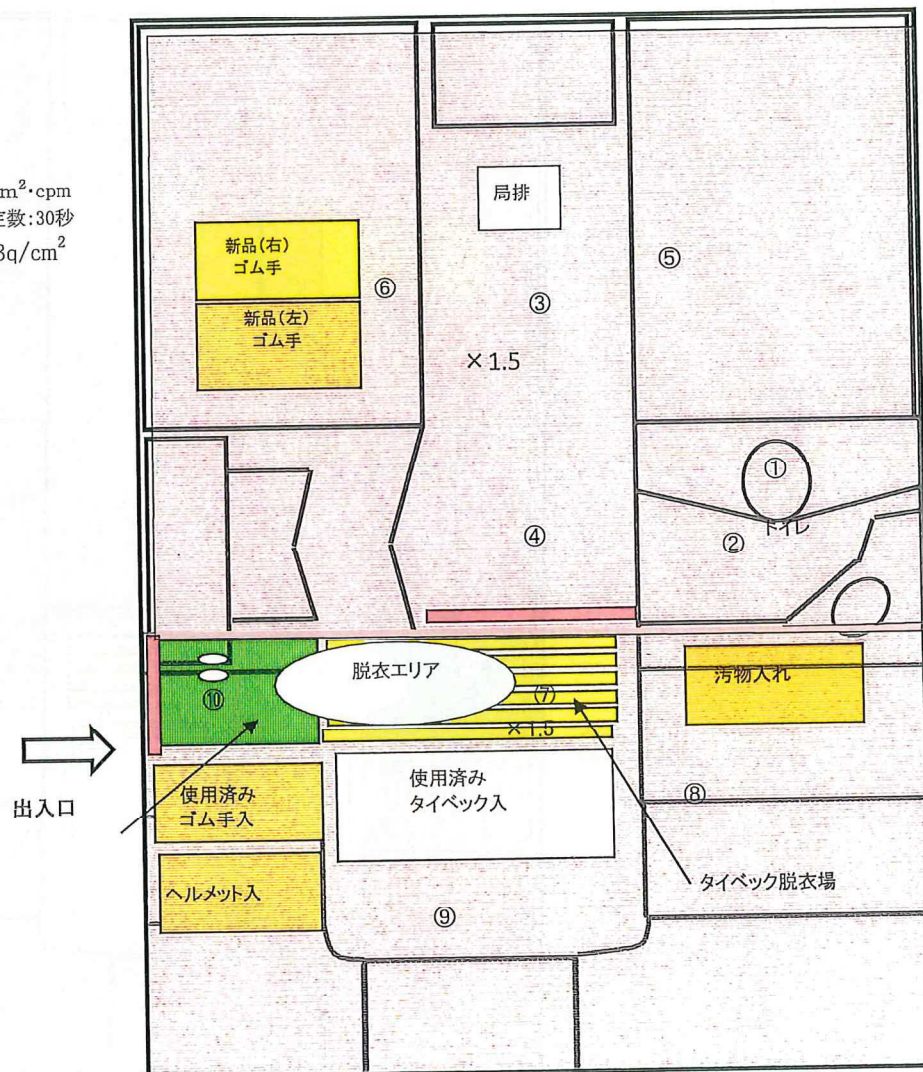 m²·cpm
定数:30秒
Bq/cm²
局排
新品(右)
ゴム手
⑤
⑥
③
新品(左)
ゴム手
×1.5
①
トイレ
④
②
脱衣エリア
汚物入れ
⑦
⑩
×1.5
使用済み
タイベック入
使用済み
ゴム手入
⑧
出入口
タイベック脱衣場
ヘルメット入
⑨